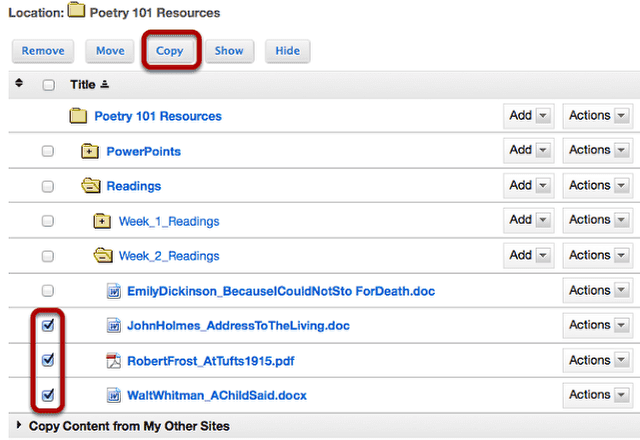 Location: Poetry 101 Resources
Remove Move Copy Show Hide
Title
Poetry 101 Resources Add Actions
PowerPoints Add Actions
Readings Add Actions
Week_1_Readings Add Actions
Week_2_Readings Add Actions
EmilyDickinson_BecauseICouldNotSto ForDeath.doc Actions
JohnHolmes_AddressToTheLiving.doc Actions
RobertFrost_AtTufts1915.pdf Actions
WaltWhitman_AChildSaid.docx Actions
Copy Content from My Other Sites